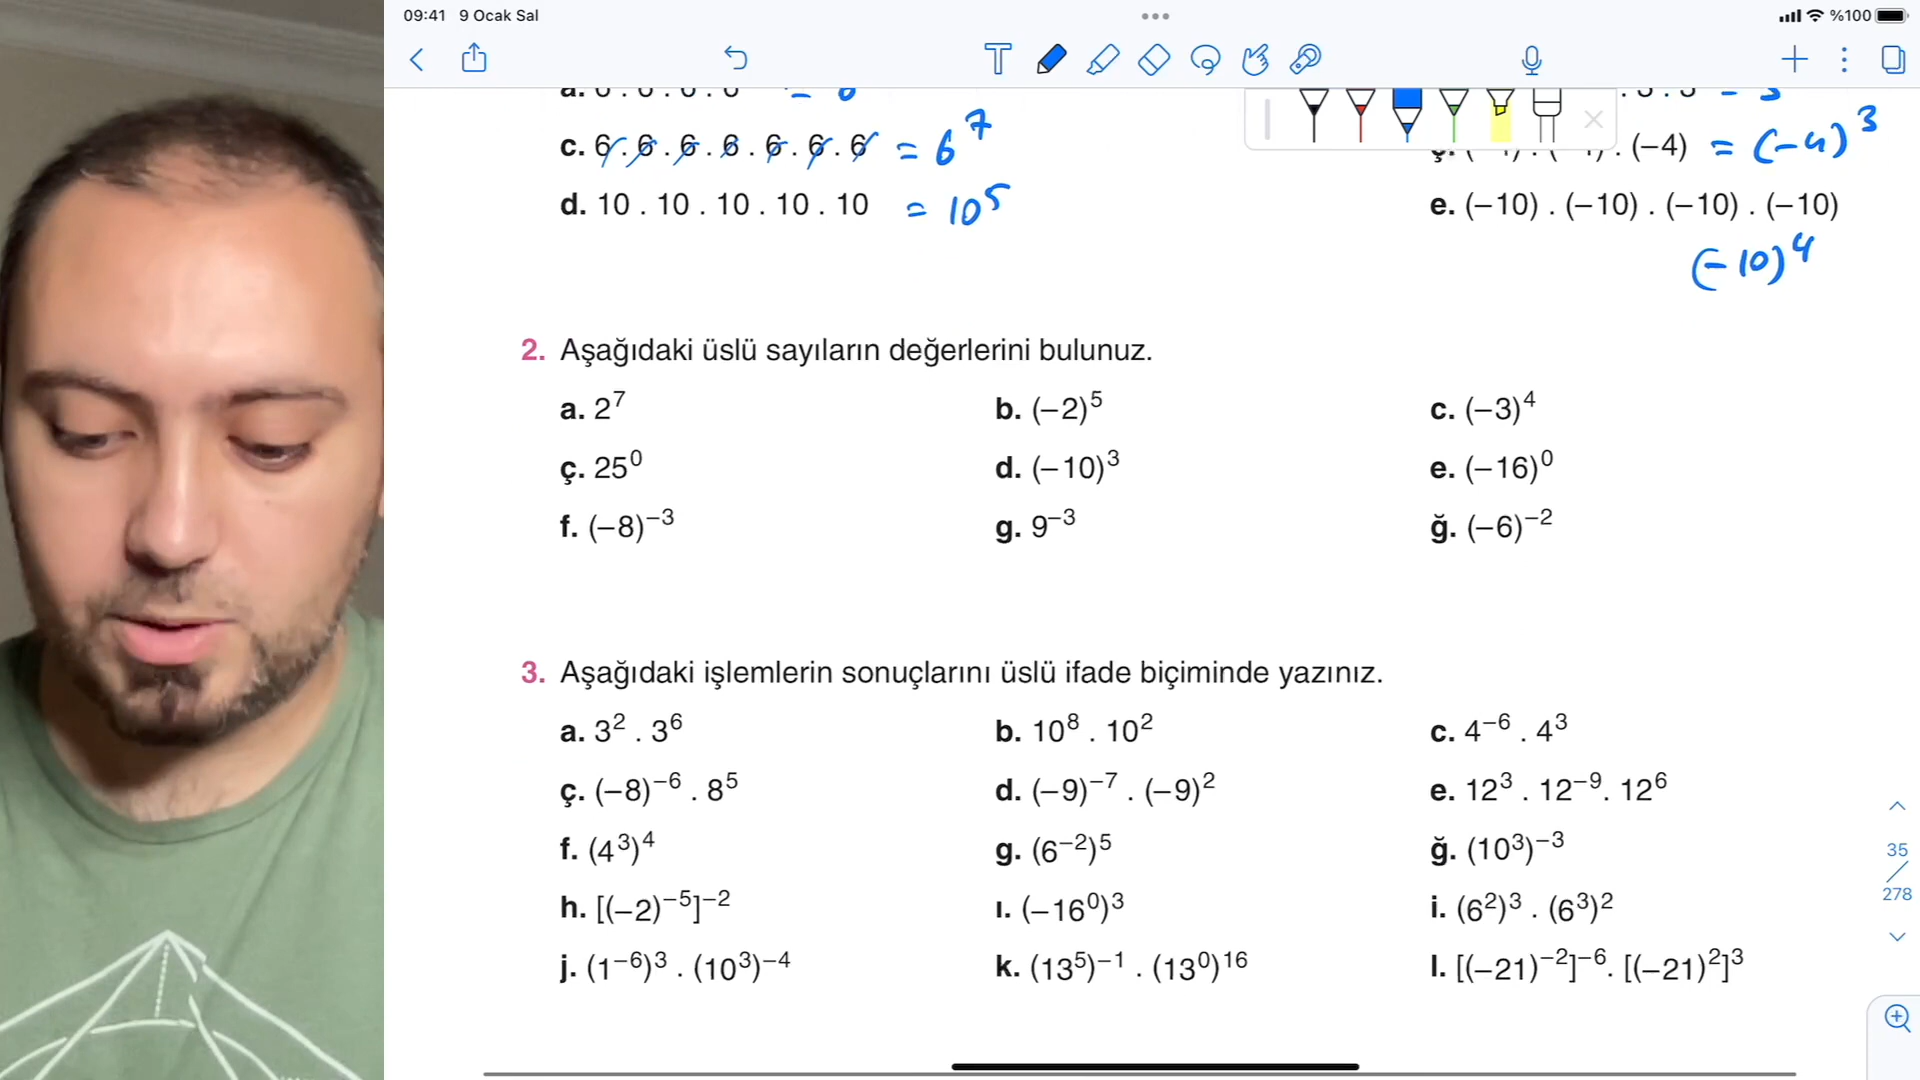 09:41 9 Ocak Sal %100
c. 6 . 6 . 6 . 6 . 6 . 6 . 6 = 6⁷
. (−4) = (−4)³
d. 10 . 10 . 10 . 10 . 10 = 10⁵
e. (−10) . (−10) . (−10) . (−10)
(−10)⁴
2. Aşağıdaki üslü sayıların değerlerini bulunuz.
a. 2⁷ b. (−2)⁵ c. (−3)⁴
ç. 25⁰ d. (−10)³ e. (−16)⁰
f. (−8)⁻³ g. 9⁻³ ğ. (−6)⁻²
3. Aşağıdaki işlemlerin sonuçlarını üslü ifade biçiminde yazınız.
a. 3² . 3⁶ b. 10⁸ . 10² c. 4⁻⁶ . 4³
ç. (−8)⁻⁶ . 8⁵ d. (−9)⁻⁷ . (−9)² e. 12³ . 12⁻⁹. 12⁶
f. (4³)⁴ g. (6⁻²)⁵ ğ. (10³)⁻³
h. [(−2)⁻⁵]⁻² ı. (−16⁰)³ i. (6²)³ . (6³)²
j. (1⁻⁶)³ . (10³)⁻⁴ k. (13⁵)⁻¹ . (13⁰)¹⁶ l. [(−21)⁻²]⁻⁶. [(−21)²]³
35
278